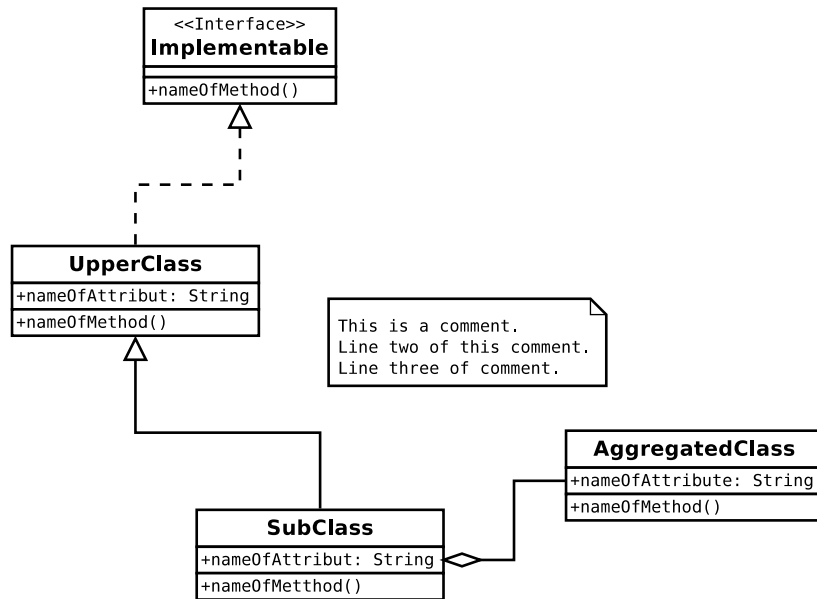 <<Interface>>
Implementable
+nameOfMethod()
UpperClass
+nameOfAttribut: String
+nameOfMethod()
This is a comment.
Line two of this comment.
Line three of comment.
AggregatedClass
+nameOfAttribute: String
+nameOfMethod()
SubClass
+nameOfAttribut: String
+nameOfMetthod()